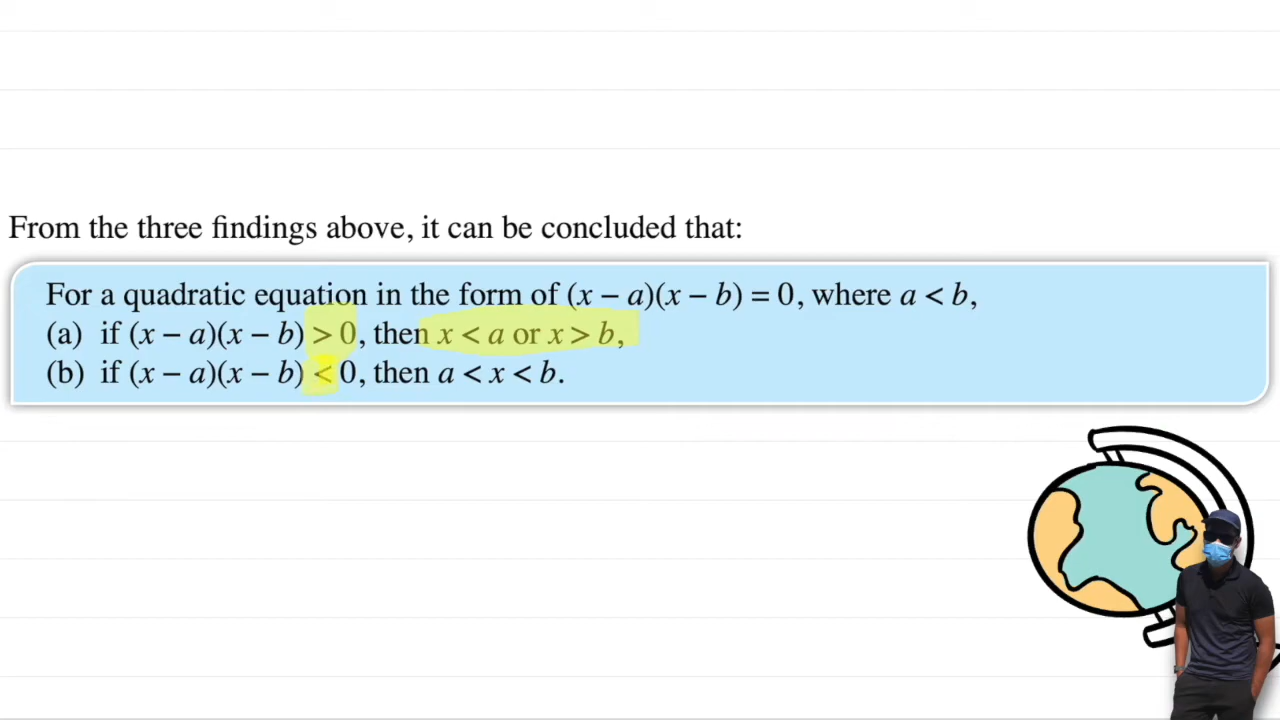 From the three findings above, it can be concluded that:
For a quadratic equation in the form of (x – a)(x – b) = 0, where a < b,
(a) if (x – a)(x – b) > 0, then x < a or x > b,
(b) if (x – a)(x – b) < 0, then a < x < b.